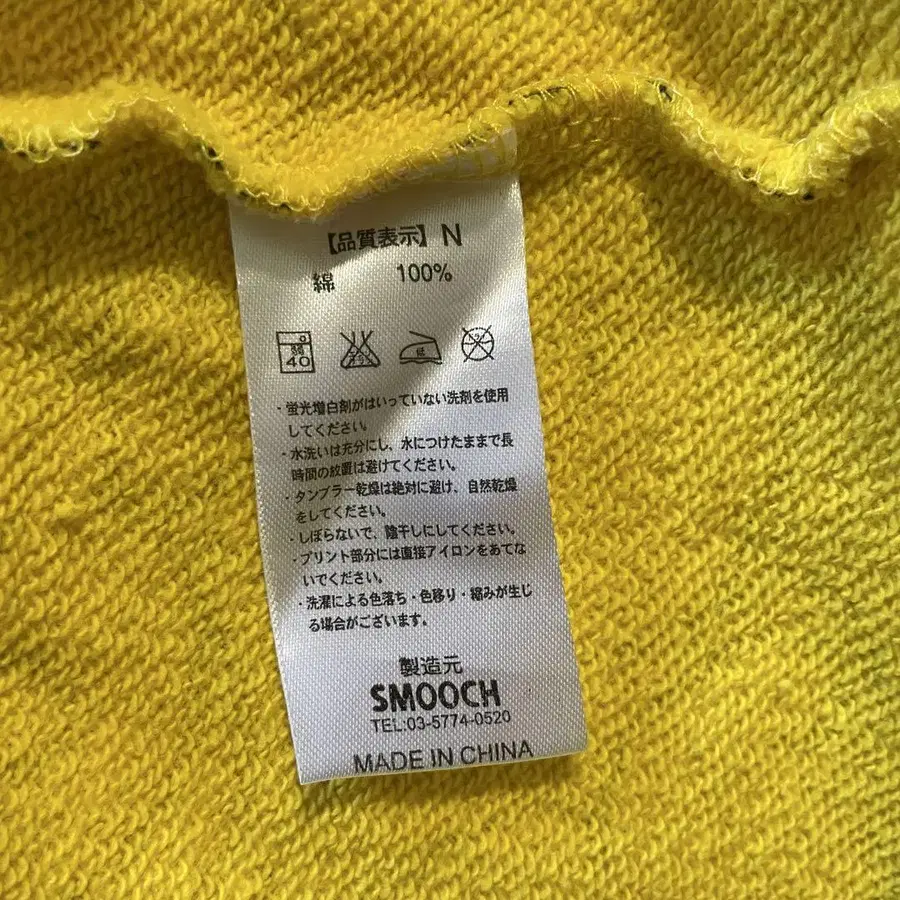 【品質表示】N
綿 100%
40
・蛍光増白剤がはいっていない洗剤を使用
してください。
・水洗いは充分にし、水につけたままで長
時間の放置は避けてください。
・タンブラー乾燥は絶対に避け、自然乾燥
をしてください。
・しぼらないで、陰干しにしてください。
・プリント部分には直接アイロンをあてな
いでください。
・洗濯による色落ち・色移り・縮みが生じ
る場合がございます。
製造元
SMOOCH
TEL:03-5774-0520
MADE IN CHINA